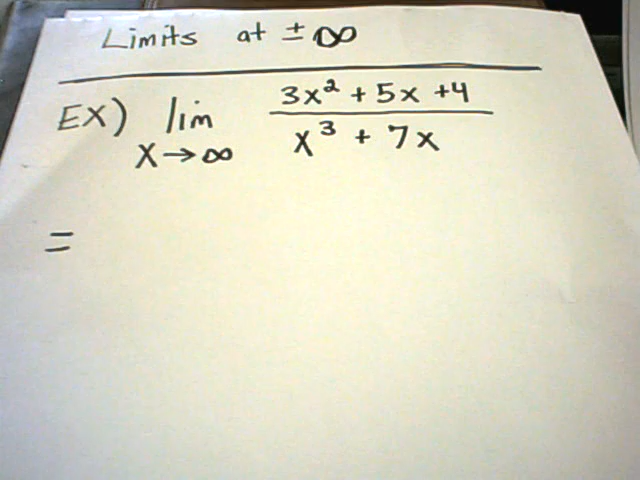 Limits at ± ∞
EX) lim x→∞ (3x² + 5x + 4)/(x³ + 7x)
=